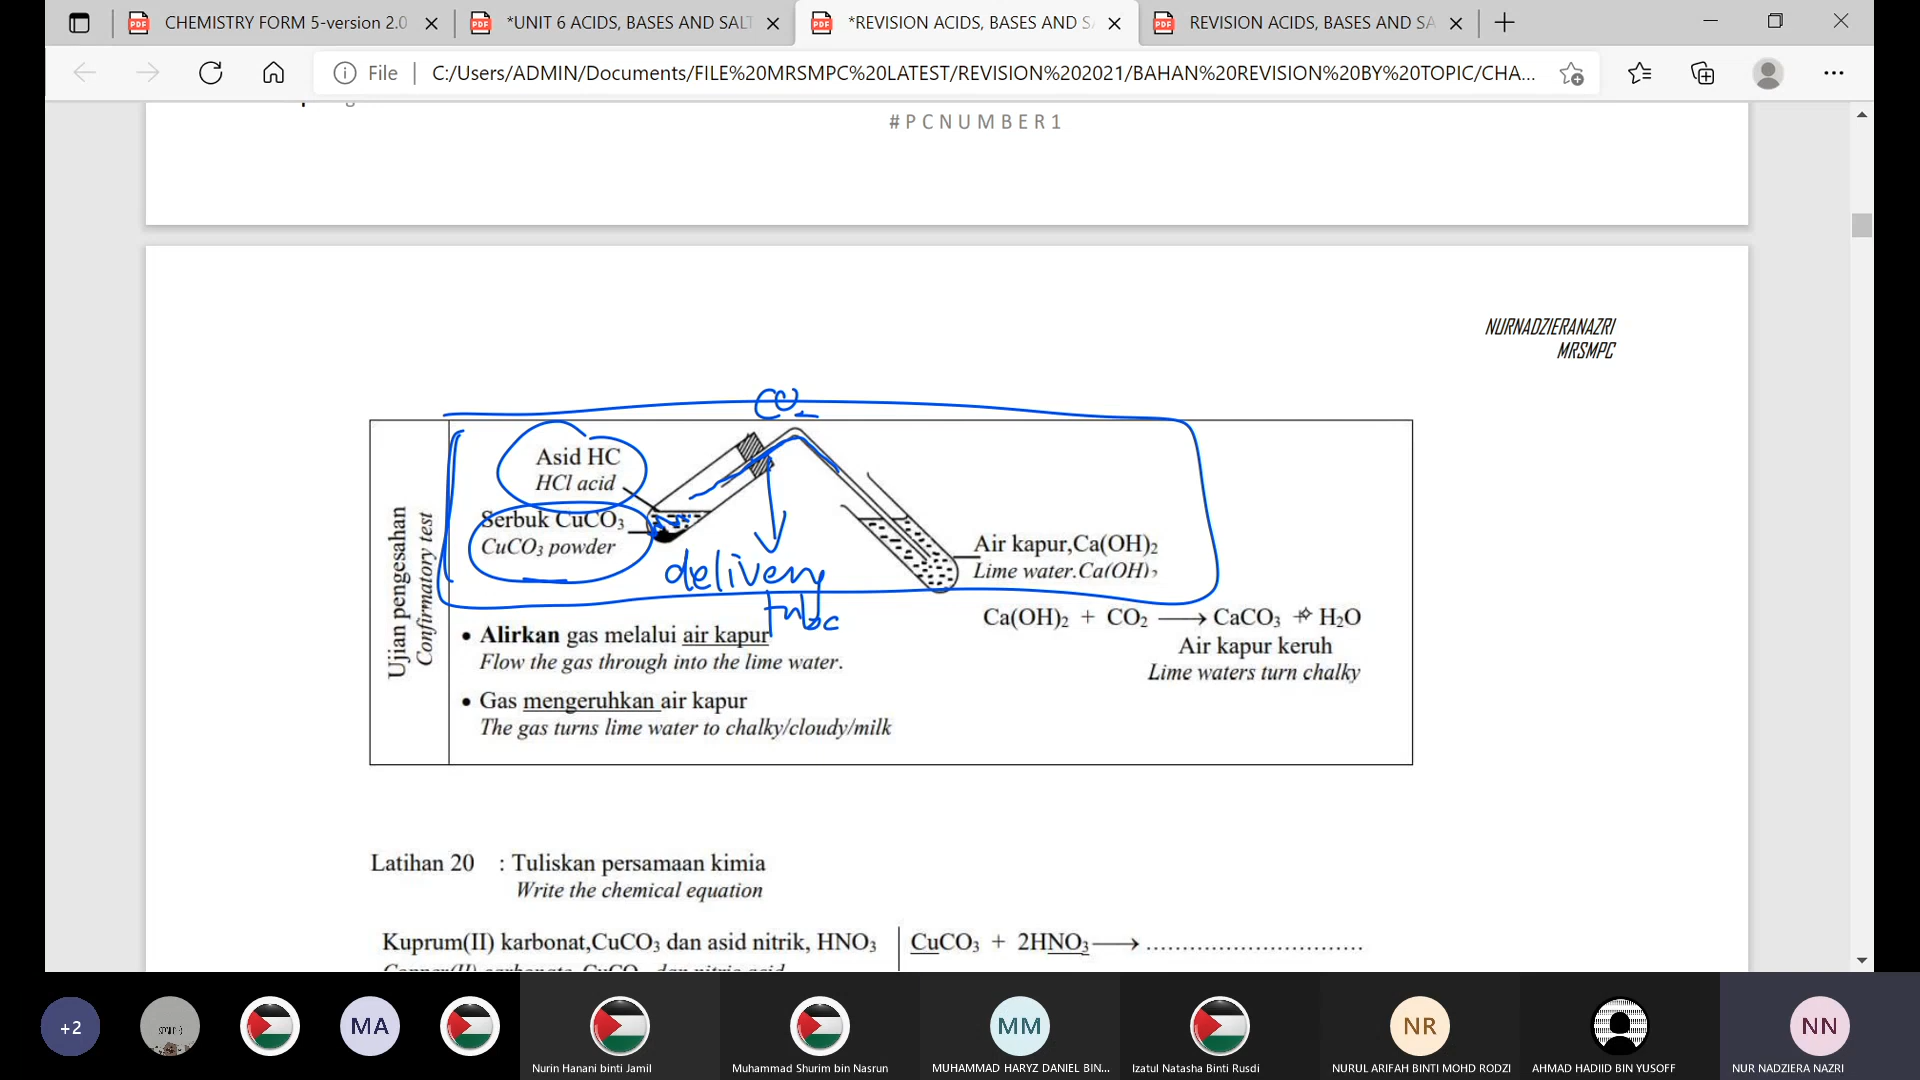 CHEMISTRY FORM 5-version 2.0
*UNIT 6 ACIDS, BASES AND SALT
*REVISION ACIDS, BASES AND SA
REVISION ACIDS, BASES AND SA
File
C:/Users/ADMIN/Documents/FILE%20MRSMPC%20LATEST/REVISION%202021/BAHAN%20REVISION%20BY%20TOPIC/CHA...
#PCNUMBER1
NURNADZIERANAZRI
MRSMPC
CO₂
Ujian pengesahan
Confirmatory test
Asid HC
HCl acid
Serbuk CuCO₃
CuCO₃ powder
delivery
tube
Air kapur,Ca(OH)₂
Lime water.Ca(OH)₂
Ca(OH)₂ + CO₂ ⟶ CaCO₃ + H₂O
Air kapur keruh
Lime waters turn chalky
• Alirkan gas melalui air kapur
Flow the gas through into the lime water.
• Gas mengeruhkan air kapur
The gas turns lime water to chalky/cloudy/milk
Latihan 20 : Tuliskan persamaan kimia
Write the chemical equation
Kuprum(II) karbonat,CuCO₃ dan asid nitrik, HNO₃
CuCO₃ + 2HNO₃⟶ ............................
+2
MA
MM
NR
NN
Nurin Hanani binti Jamil
Muhammad Shurim bin Nasrun
MUHAMMAD HARYZ DANIEL BIN...
Izatul Natasha Binti Rusdi
NURUL ARIFAH BINTI MOHD RODZI
AHMAD HADIID BIN YUSOFF
NUR NADZIERA NAZRI